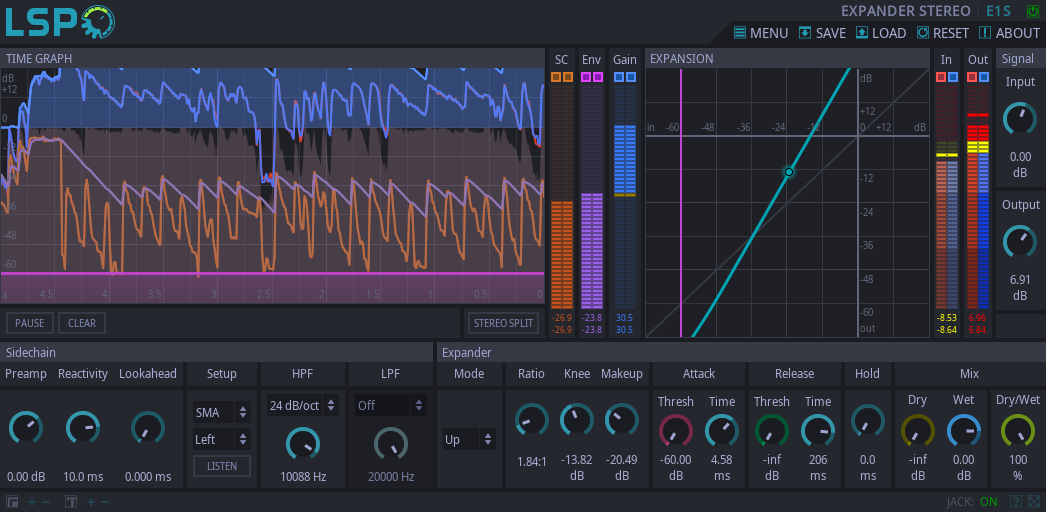 LSP
EXPANDER STEREO E1S
MENU SAVE LOAD RESET ABOUT
TIME GRAPH
SC Env Gain
EXPANSION
In Out
Signal
dB
+12
0
-12
-36
-48
-60
s 4.5 4 3.5 3 2.5 2 1.5 1 0.5 0
PAUSE CLEAR STEREO SPLIT
-26.9 -23.8 30.5
-26.9 -23.8 30.5
dB
+12
in -60 -48 -36 -24 -12 0 +12 dB
-12
-24
-36
-48
-60
out
-8.53 6.96
-8.64 6.84
Input
0.00
dB
Output
6.91
dB
Sidechain
Preamp Reactivity Lookahead Setup HPF LPF
SMA
Left
LISTEN
24 dB/oct
Off
0.00 dB 10.0 ms 0.000 ms 10088 Hz 20000 Hz
Expander
Mode Ratio Knee Makeup Attack Release Hold Mix
Thresh Time Thresh Time Dry Wet Dry/Wet
Up
1.84:1 -13.82 dB -20.49 dB
-60.00 dB 4.58 ms -inf dB 206 ms 0.0 ms -inf dB 0.00 dB 100 %
JACK: ON